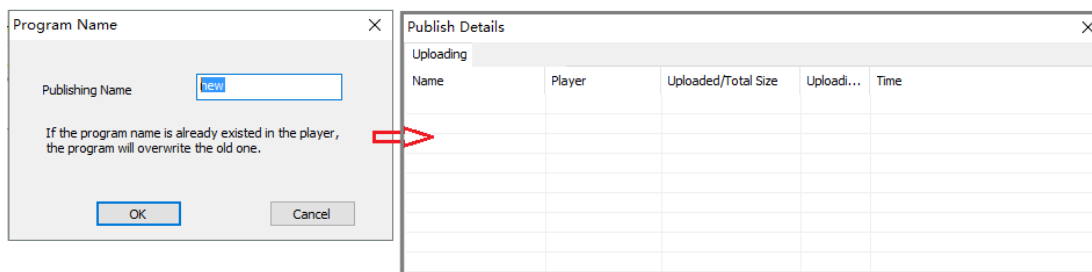 Program Name
Publishing Name
new
If the program name is already existed in the player,
the program will overwrite the old one.
OK
Cancel
Publish Details
Uploading
Name Player Uploaded/Total Size Uploadi... Time